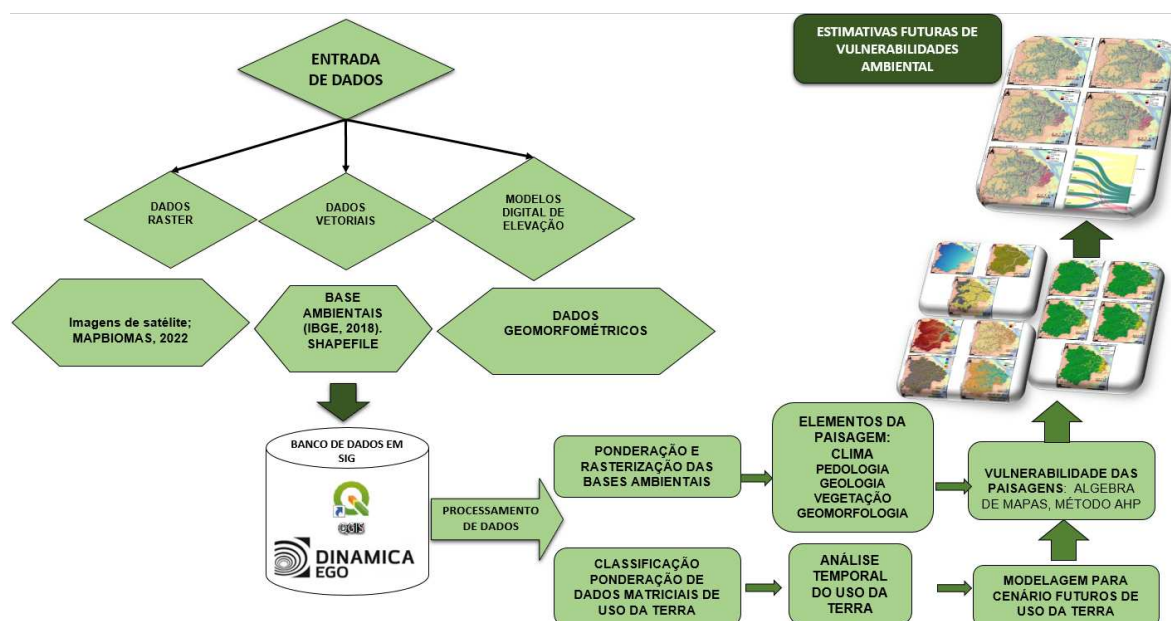 ENTRADA
DE DADOS
DADOS
RASTER
DADOS
VETORIAIS
MODELOS
DIGITAL DE
ELEVAÇÃO
Imagens de satélite;
MAPBIOMAS, 2022
BASE
AMBIENTAIS
(IBGE, 2018).
SHAPEFILE
DADOS
GEOMORFOMÉTRICOS
BANCO DE DADOS EM
SIG
QGIS
DINAMICA
EGO
PROCESSAMENTO
DE DADOS
PONDERAÇÃO E
RASTERIZAÇÃO DAS
BASES AMBIENTAIS
ELEMENTOS DA
PAISAGEM:
CLIMA
PEDOLOGIA
GEOLOGIA
VEGETAÇÃO
GEOMORFOLOGIA
VULNERABILIDADE DAS
PAISAGENS: ALGEBRA
DE MAPAS, MÉTODO AHP
CLASSIFICAÇÃO
PONDERAÇÃO DE
DADOS MATRICIAIS DE
USO DA TERRA
ANÁLISE
TEMPORAL
DO USO DA
TERRA
MODELAGEM PARA
CENÁRIO FUTUROS DE
USO DA TERRA
ESTIMATIVAS FUTURAS DE
VULNERABILIDADES
AMBIENTAL